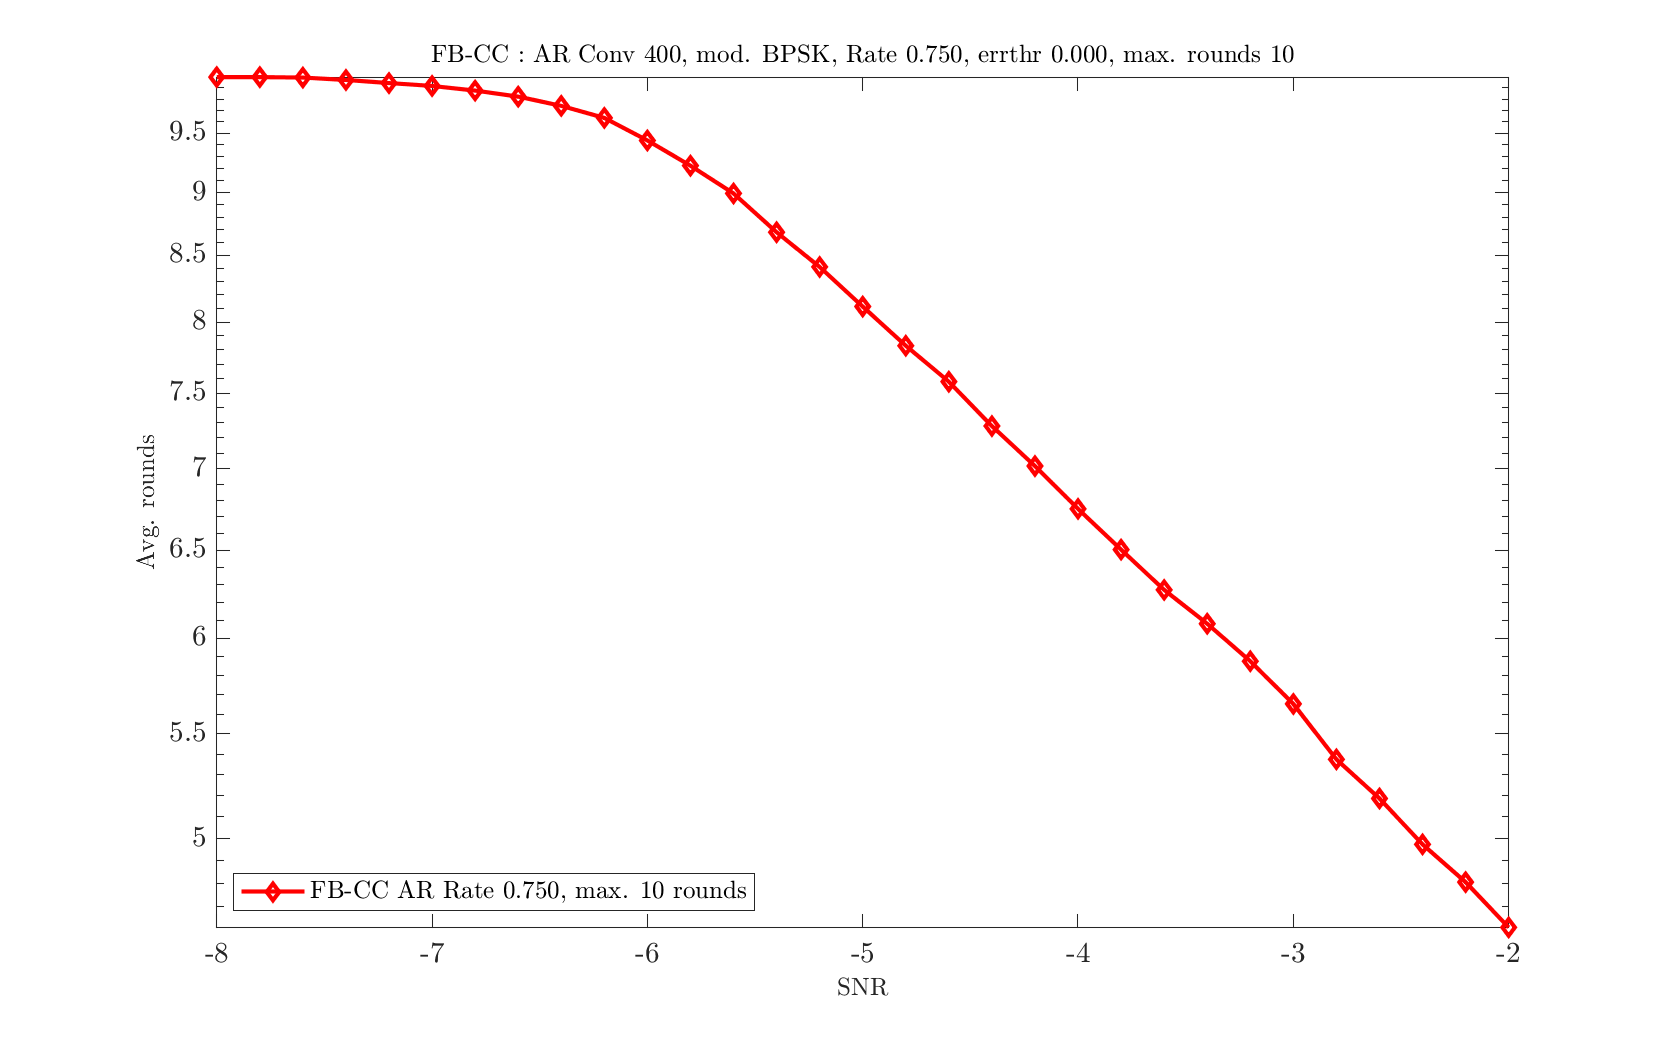 FB-CC : AR Conv 400, mod. BPSK, Rate 0.750, errthr 0.000, max. rounds 10
9.5
9
8.5
8
7.5
7
6.5
6
5.5
5
Avg. rounds
FB-CC AR Rate 0.750, max. 10 rounds
-8 -7 -6 -5 -4 -3 -2
SNR